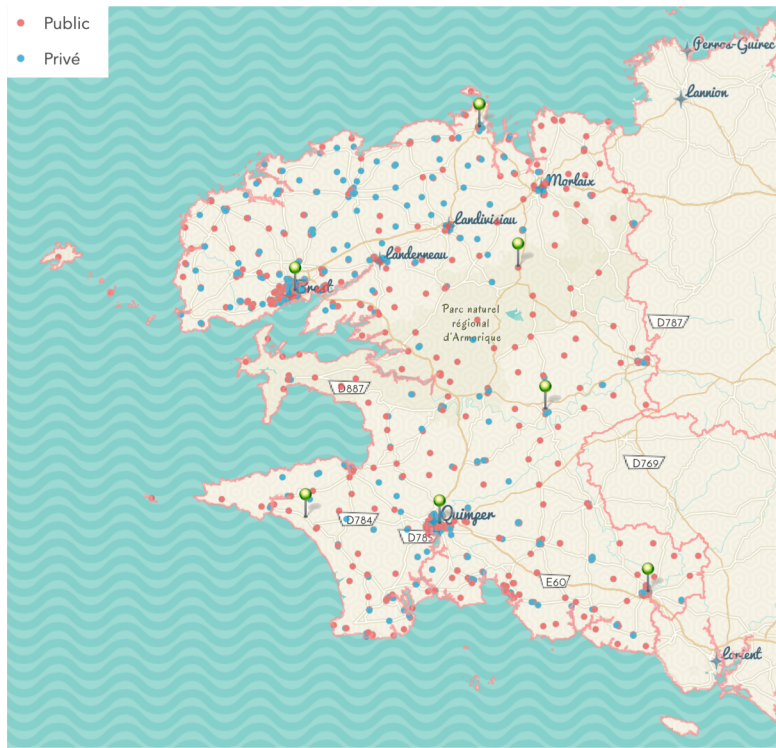 Public
Privé
Perros-Guirec
Lannion
Morlaix
Landivisiau
Landerneau
Brest
Parc naturel
régional
d'Armorique
D787
D887
D769
D784
Quimper
D785
E60
Lorient